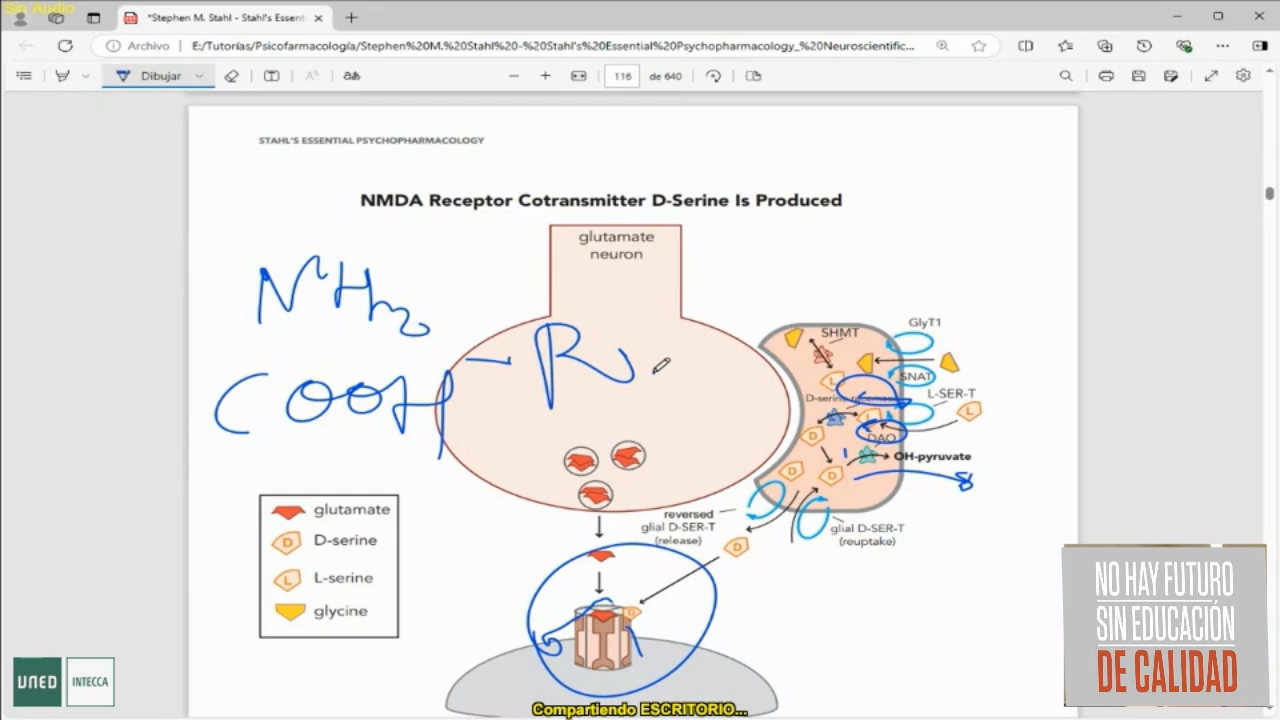 Sin Audio
*Stephen M. Stahl - Stahl's Essent
Archivo
E:/Tutorías/Psicofarmacología/Stephen%20M.%20Stahl%20-%20Stahl's%20Essential%20Psychopharmacology_%20Neuroscientific...
Dibujar
116 de 640
STAHL'S ESSENTIAL PSYCHOPHARMACOLOGY
NMDA Receptor Cotransmitter D-Serine Is Produced
glutamate
neuron
NH2
COOH - R
SHMT
GlyT1
SNAT
L
L-SER-T
D-serine
L
L
D
DAO
OH-pyruvate
D
D
reversed
glial D-SER-T
(release)
glial D-SER-T
(reuptake)
D
D
glutamate
D
D-serine
L
L-serine
glycine
NO HAY FUTURO
SIN EDUCACIÓN
DE CALIDAD
UNED
INTECCA
Compartiendo ESCRITORIO...